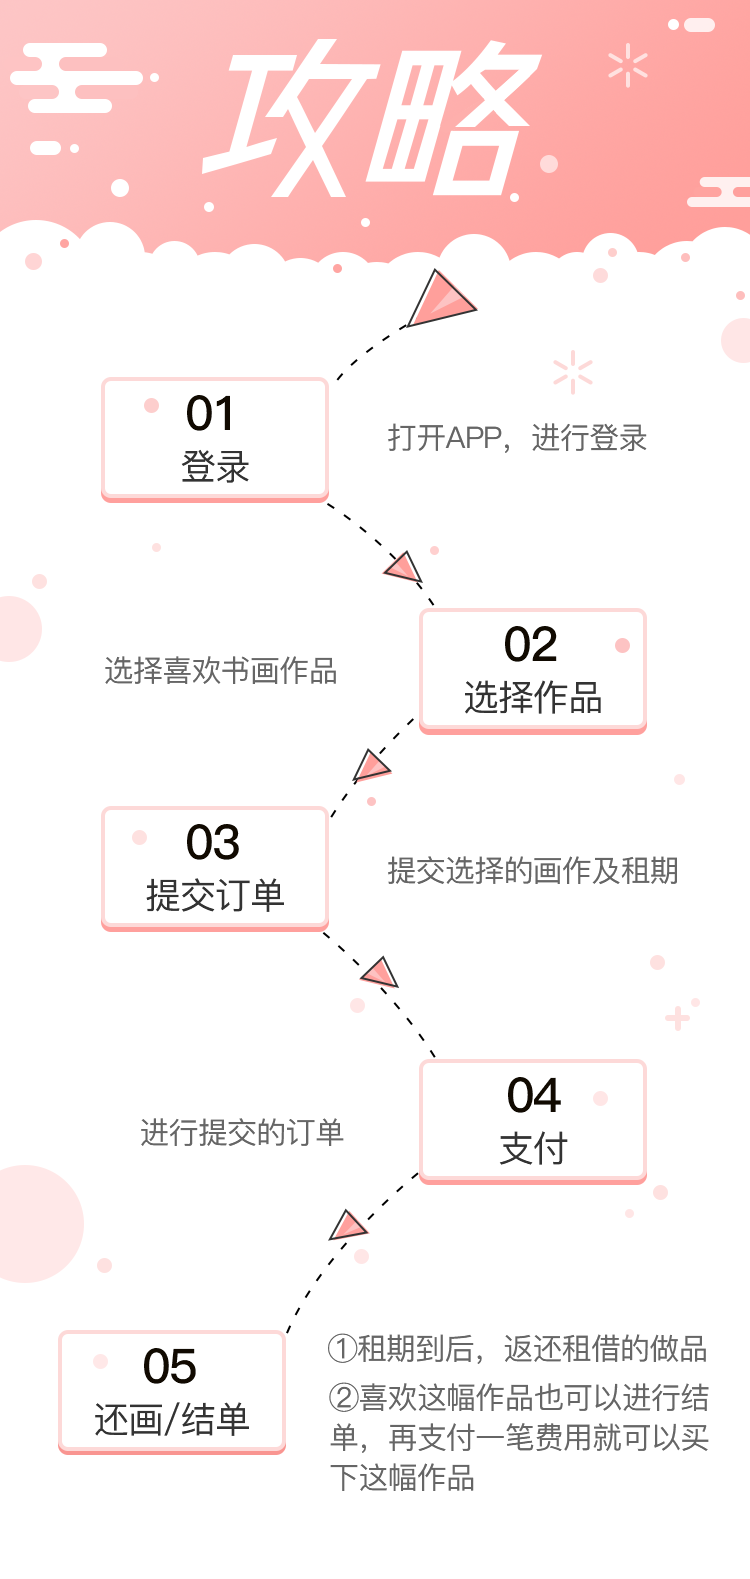 攻略
01
登录
打开APP，进行登录
02
选择作品
选择喜欢书画作品
03
提交订单
提交选择的画作及租期
04
支付
进行提交的订单
05
还画/结单
①租期到后，返还租借的做品
②喜欢这幅作品也可以进行结
单，再支付一笔费用就可以买
下这幅作品